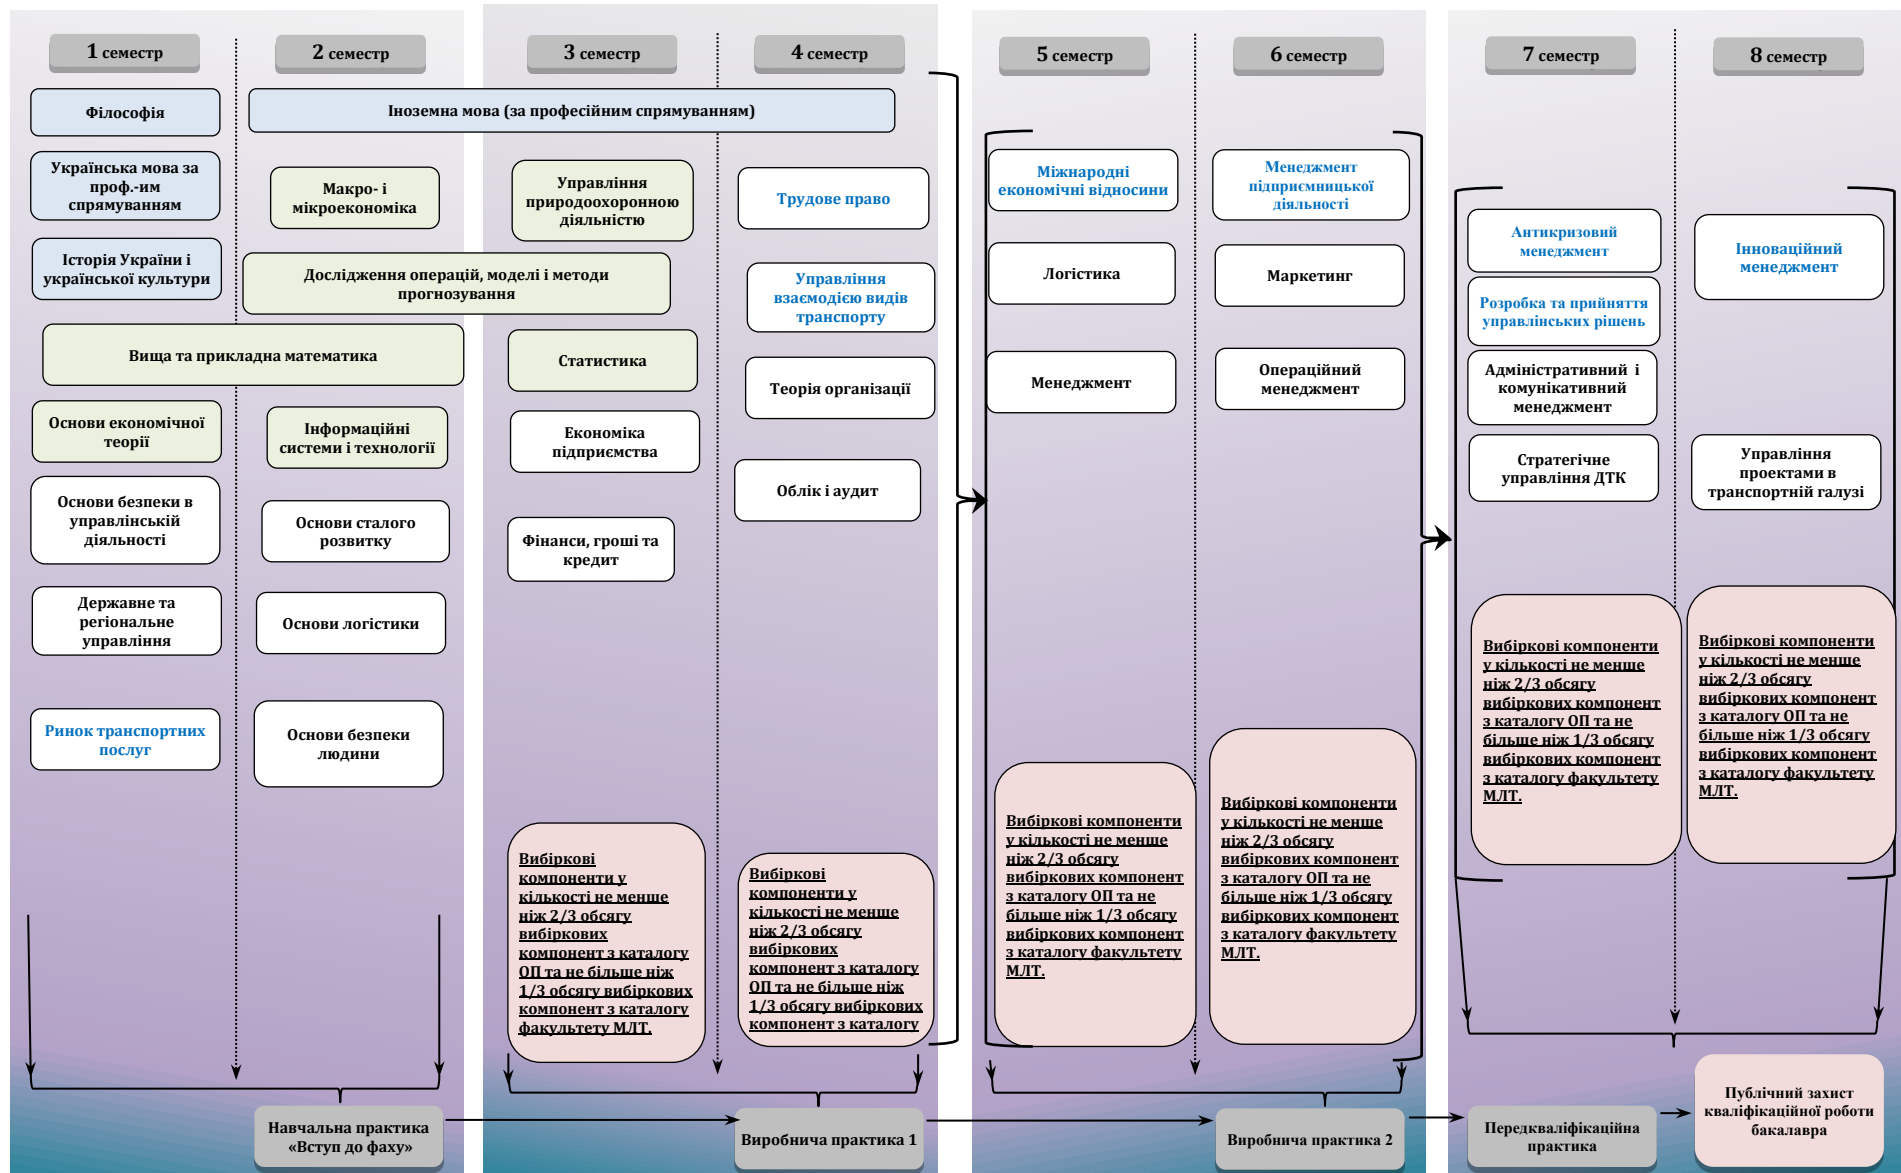 1 семестр
Філософія
Українська мова за
проф.-им
спрямуванням
Історія України і
української культури
Вища та прикладна математика
Основи економічної
теорії
Основи безпеки в
управлінській
діяльності
Державне та
регіональне
управління
Ринок транспортних
послуг
2 семестр
Іноземна мова (за професійним спрямуванням)
Макро- і
мікроекономіка
Дослідження операцій, моделі і методи
прогнозування
Інформаційні
системи і технології
Основи сталого
розвитку
Основи логістики
Основи безпеки
людини
Навчальна практика
«Вступ до фаху»
3 семестр
Управління
природоохоронною
діяльністю
Статистика
Економіка
підприємства
Фінанси, гроші та
кредит
Вибіркові
компоненти у
кількості не менше
ніж 2/3 обсягу
вибіркових
компонент з каталогу
ОП та не більше ніж
1/3 обсягу вибіркових
компонент з каталогу
факультету МЛТ.
4 семестр
Трудове право
Управління
взаємодією видів
транспорту
Теорія організації
Облік і аудит
Вибіркові
компоненти у
кількості не менше
ніж 2/3 обсягу
вибіркових
компонент з каталогу
ОП та не більше ніж
1/3 обсягу вибіркових
компонент з каталогу
Виробнича практика 1
5 семестр
Міжнародні
економічні відносини
Логістика
Менеджмент
Вибіркові компоненти
у кількості не менше
ніж 2/3 обсягу
вибіркових компонент
з каталогу ОП та не
більше ніж 1/3 обсягу
вибіркових компонент
з каталогу факультету
МЛТ.
6 семестр
Менеджмент
підприємницької
діяльності
Маркетинг
Операційний
менеджмент
Вибіркові компоненти
у кількості не менше
ніж 2/3 обсягу
вибіркових компонент
з каталогу ОП та не
більше ніж 1/3 обсягу
вибіркових компонент
з каталогу факультету
МЛТ.
Виробнича практика 2
7 семестр
Антикризовий
менеджмент
Розробка та прийняття
управлінських рішень
Адміністративний і
комунікативний
менеджмент
Стратегічне
управління ДТК
Вибіркові компоненти
у кількості не менше
ніж 2/3 обсягу
вибіркових компонент
з каталогу ОП та не
більше ніж 1/3 обсягу
вибіркових компонент
з каталогу факультету
МЛТ.
Передкваліфікаційна
практика
8 семестр
Інноваційний
менеджмент
Управління
проектами в
транспортній галузі
Вибіркові компоненти
у кількості не менше
ніж 2/3 обсягу
вибіркових компонент
з каталогу ОП та не
більше ніж 1/3 обсягу
вибіркових компонент
з каталогу факультету
МЛТ.
Публічний захист
кваліфікаційної роботи
бакалавра